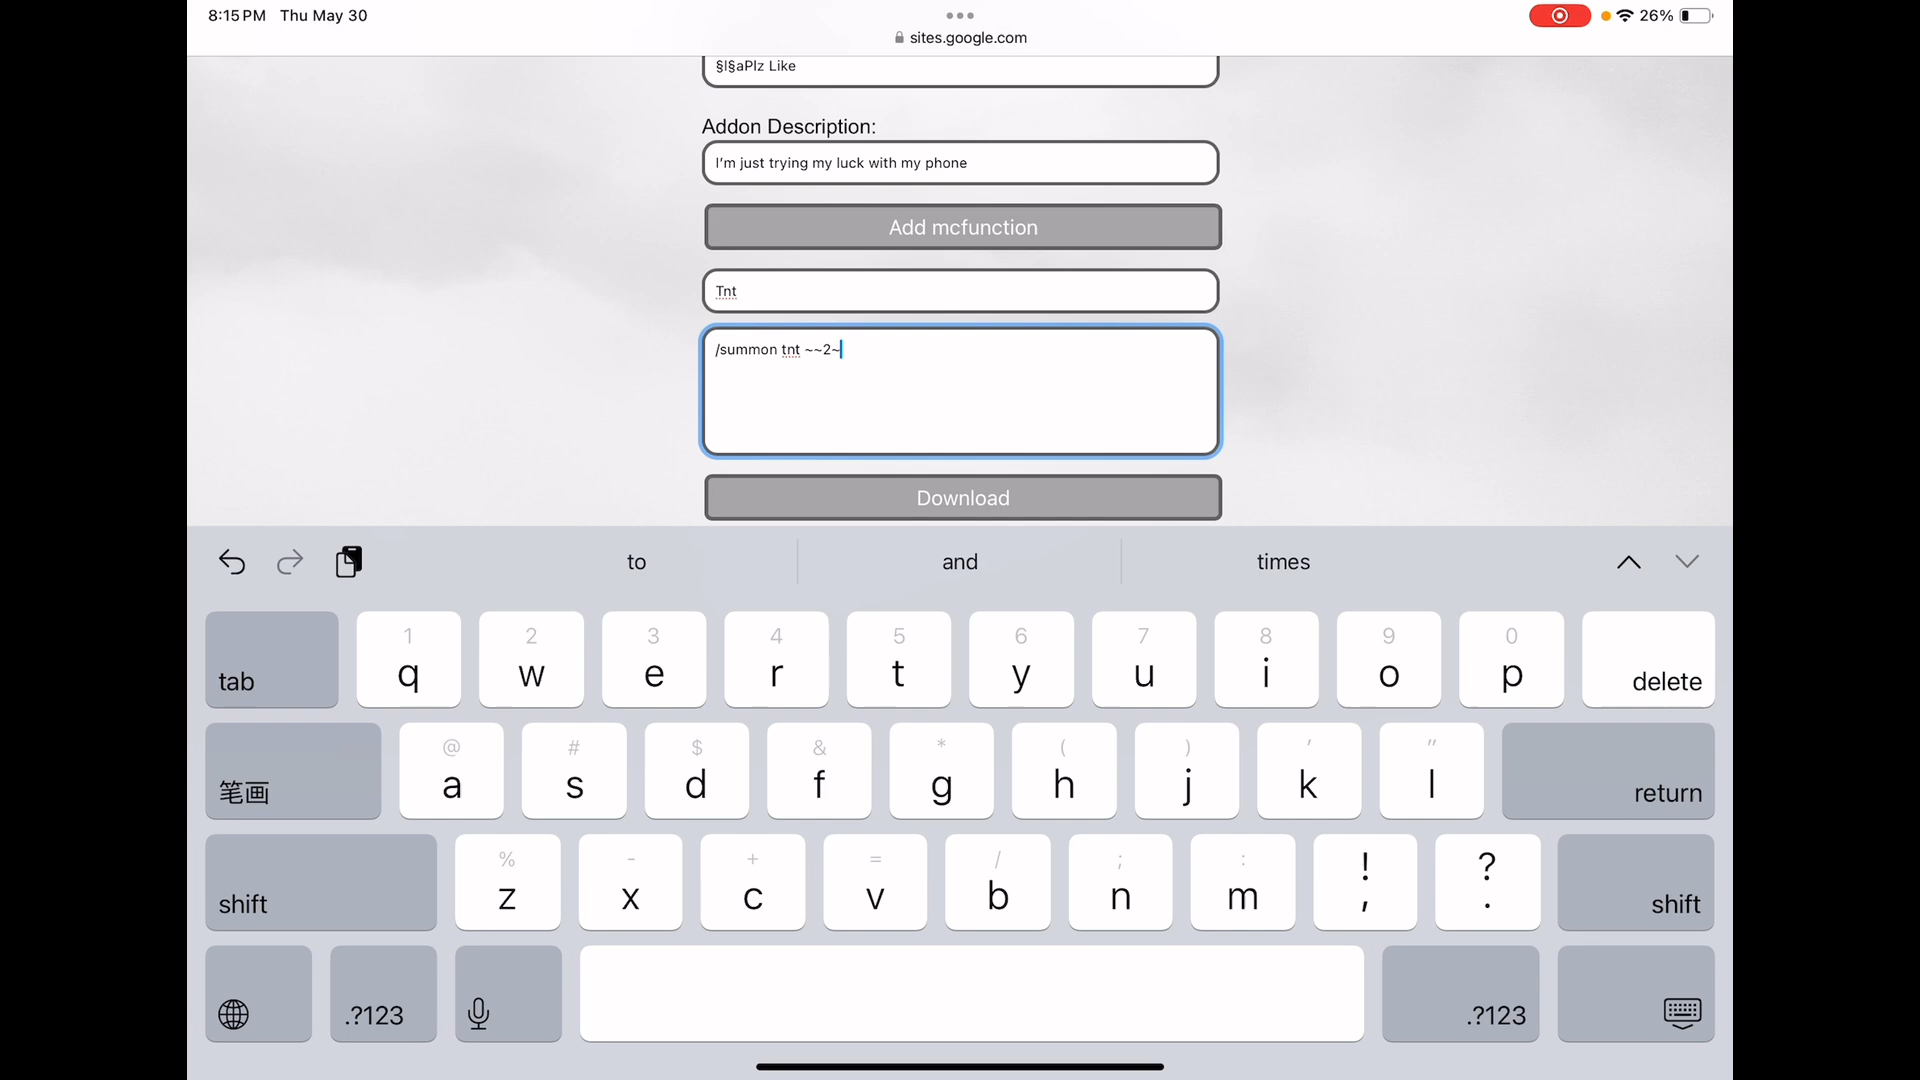 8:15 PM Thu May 30
26%
sites.google.com
§l§aPlz Like
Addon Description:
I'm just trying my luck with my phone
Add mcfunction
Tnt
/summon tnt ~~2~
Download
to and times
1 2 3 4 5 6 7 8 9 0
tab q w e r t y u i o p delete
@ # $ & * ( ) ' "
笔画 a s d f g h j k l return
% - + = / ; : ! ?
shift z x c v b n m , . shift
.?123 .?123